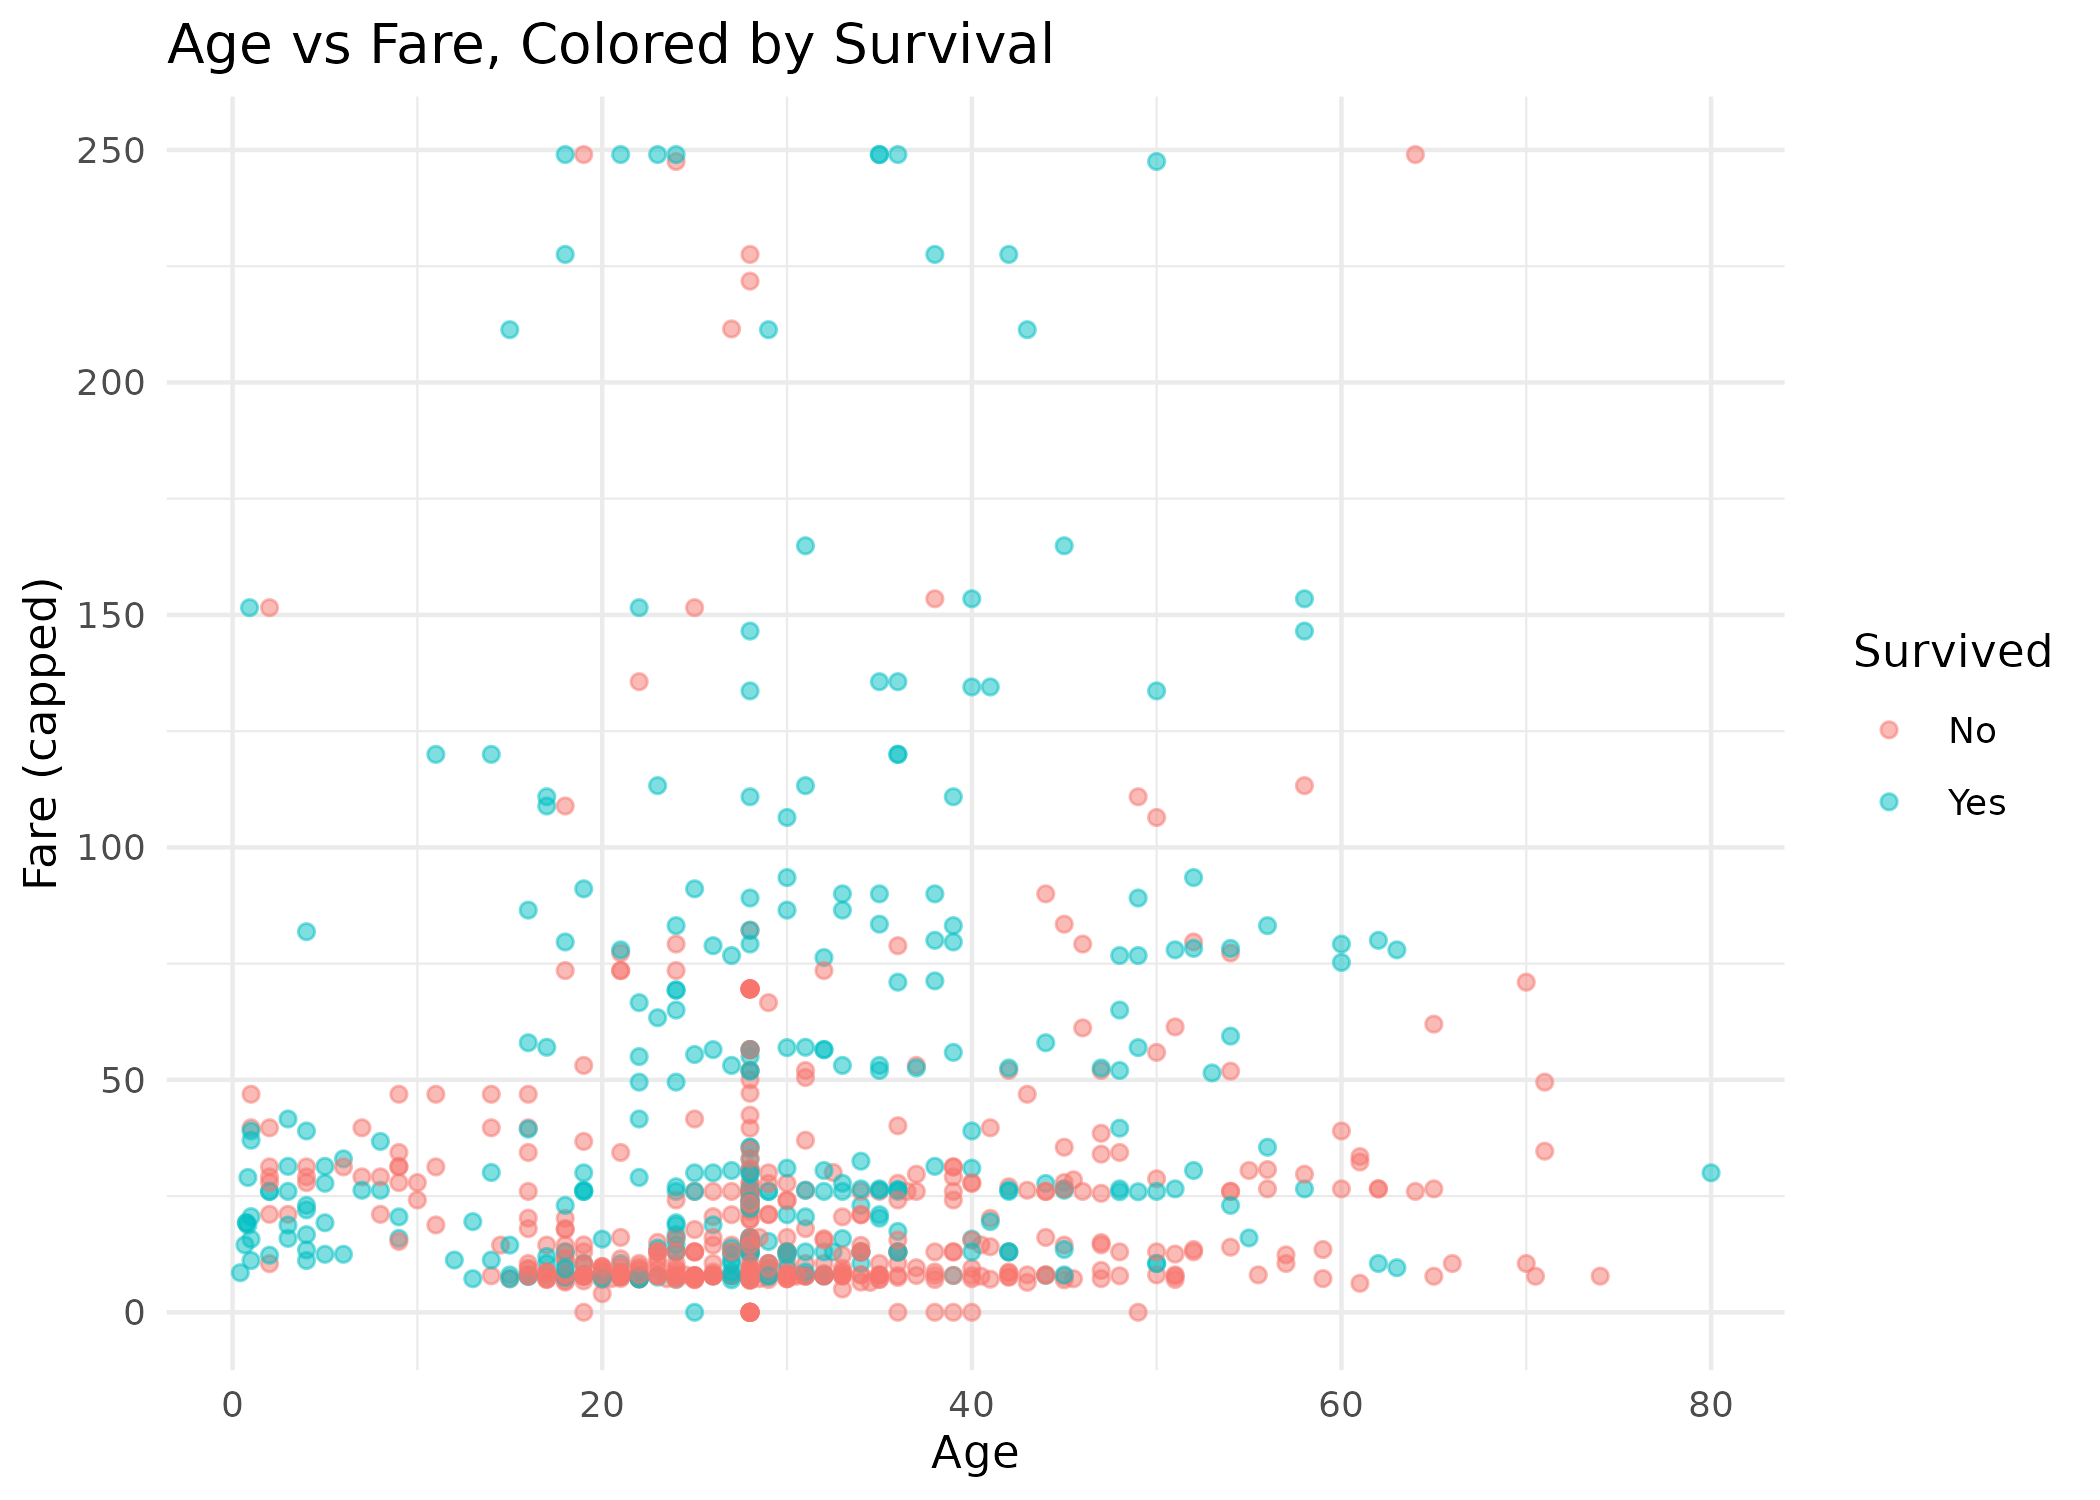 Age vs Fare, Colored by Survival
250
200
150
100
50
0
Fare (capped)
0 20 40 60 80
Age
Survived
No
Yes